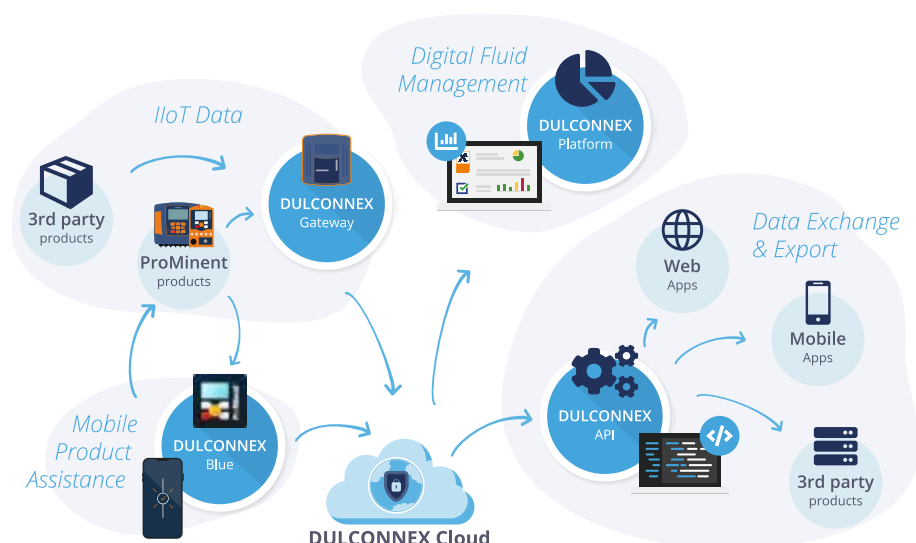 Digital Fluid
Management
DULCONNEX
Platform
IIoT Data
DULCONNEX
Gateway
3rd party
products
ProMinent
products
Data Exchange
& Export
Web
Apps
Mobile
Apps
DULCONNEX
API
</>
3rd party
products
Mobile
Product
Assistance
DULCONNEX
Blue
DULCONNEX Cloud